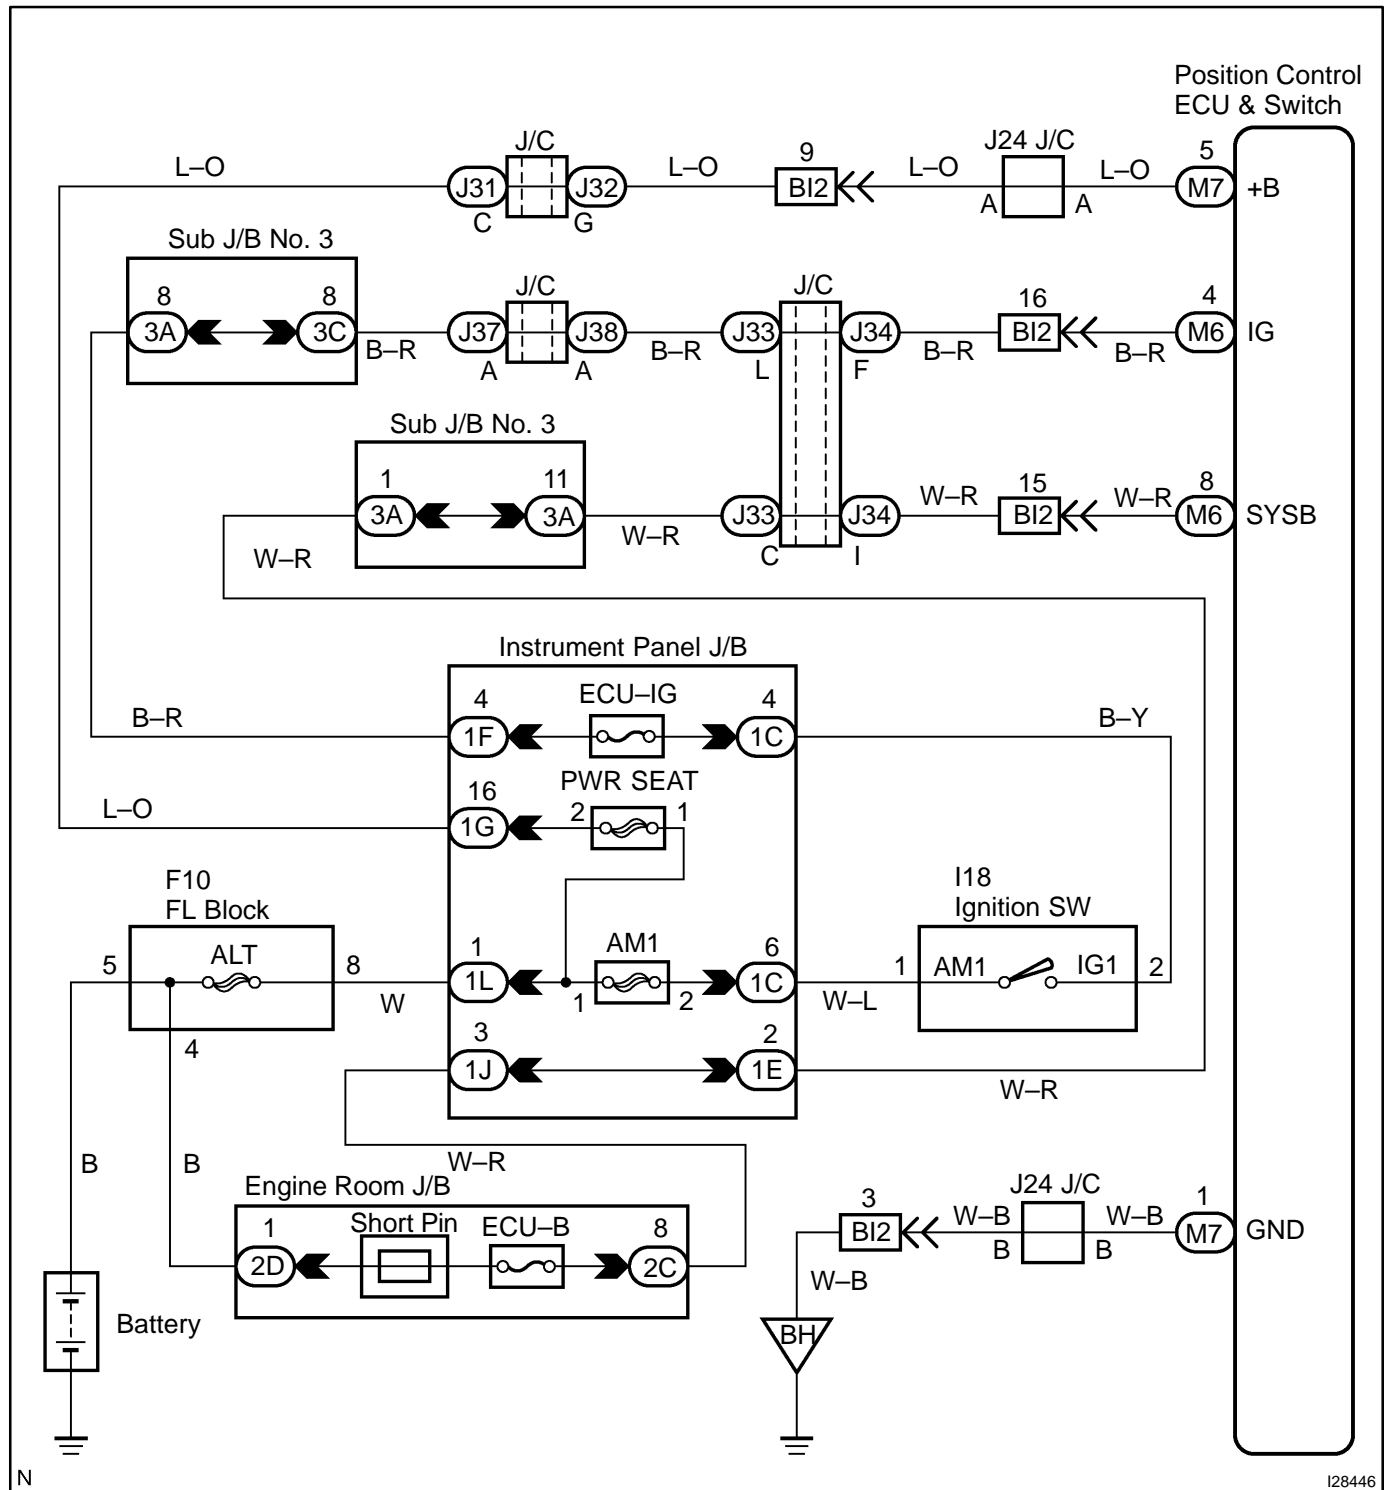 Position Control
ECU & Switch
J/C
9
J24 J/C
5
L–O
J31
J32
L–O
BI2
L–O
L–O
M7
+B
C
G
A
A
Sub J/B No. 3
8
8
J/C
J/C
16
4
3A
3C
B–R
J37
J38
B–R
J33
J34
B–R
BI2
B–R
M6
IG
A
A
L
F
Sub J/B No. 3
1
11
15
8
3A
3A
W–R
J33
J34
W–R
BI2
W–R
M6
SYSB
W–R
C
I
Instrument Panel J/B
4
ECU–IG
4
B–R
1F
1C
B–Y
16
PWR SEAT
L–O
1G
2
1
F10
FL Block
I18
Ignition SW
5
ALT
8
W
1
1L
AM1
1
2
6
1C
W–L
1
AM1
IG1
2
4
3
1J
2
1E
W–R
B
B
W–R
Engine Room J/B
1
Short Pin
ECU–B
8
2D
2C
3
J24 J/C
1
BI2
W–B
W–B
M7
GND
B
B
W–B
Battery
BH
N
I28446